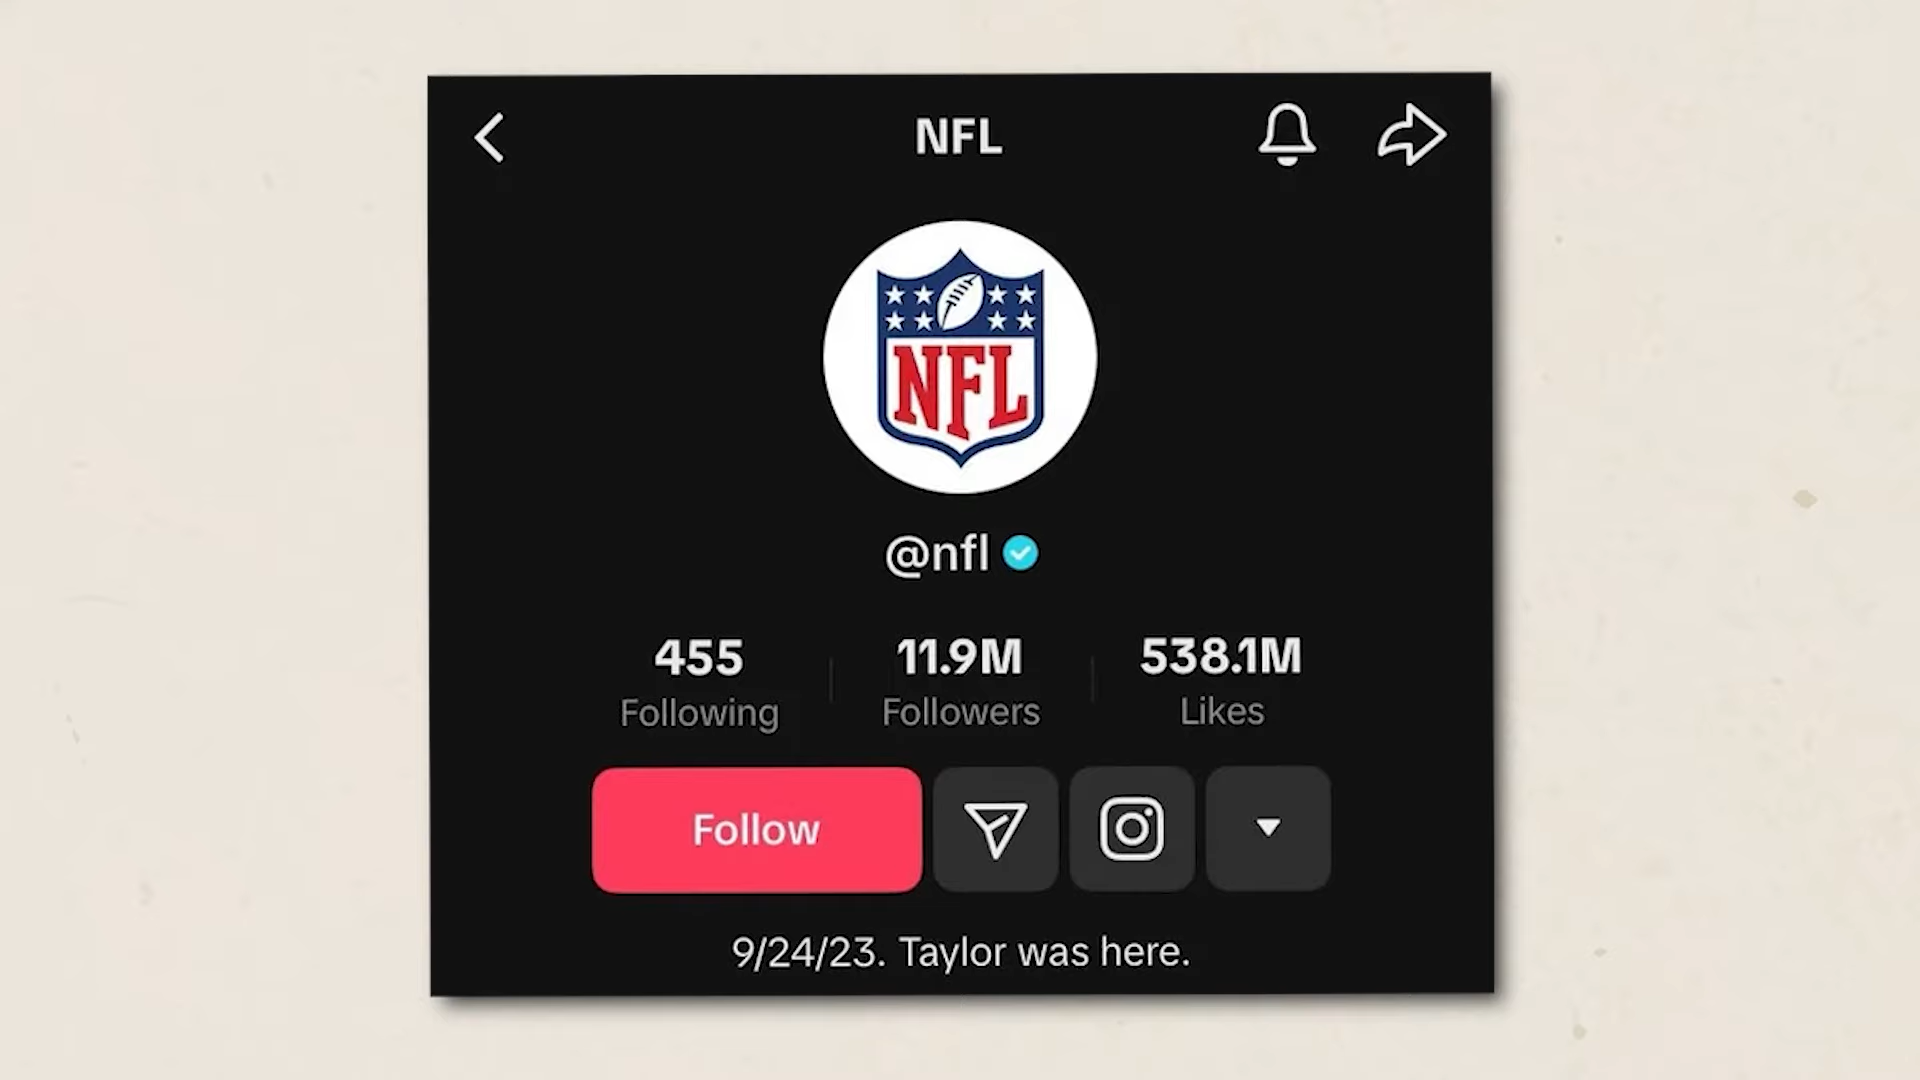 NFL
NFL
@nfl
455
Following
11.9M
Followers
538.1M
Likes
Follow
9/24/23. Taylor was here.